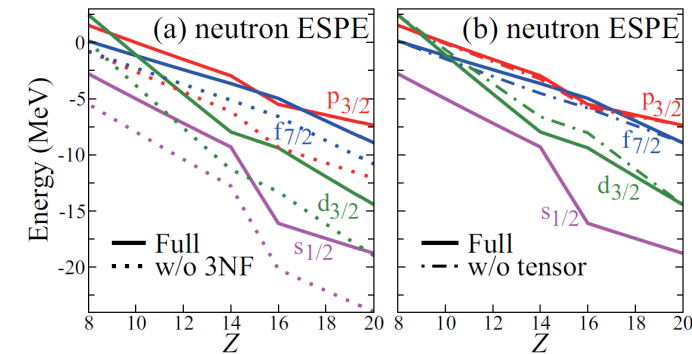 (a) neutron ESPE
(b) neutron ESPE
Energy (MeV)
0
-5
-10
-15
-20
p3/2
f7/2
d3/2
s1/2
Full
w/o 3NF
8 10 12 14 16 18 20
Z
p3/2
f7/2
d3/2
s1/2
Full
w/o tensor
8 10 12 14 16 18 20
Z